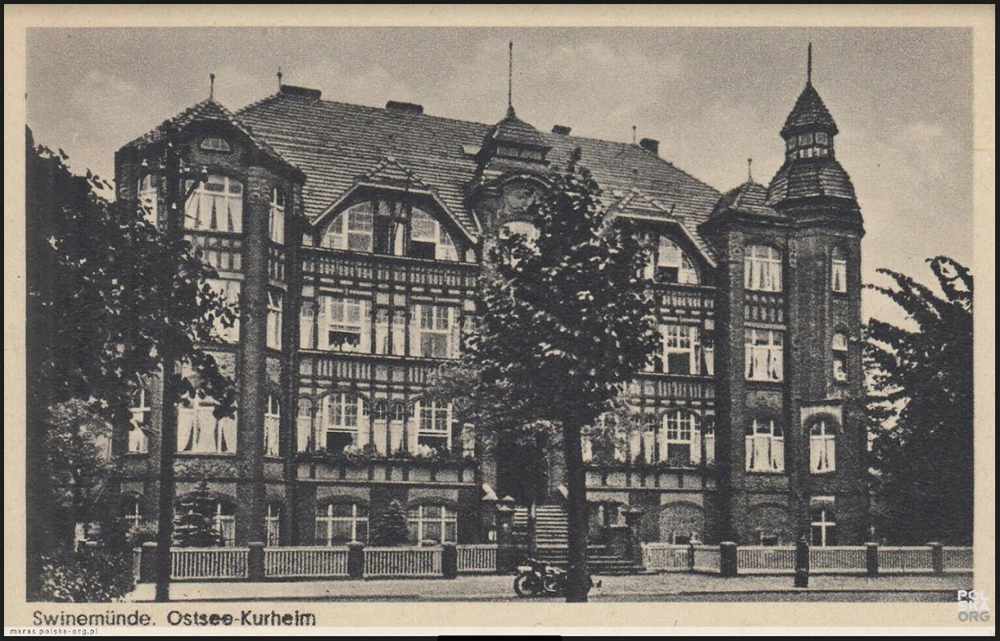 Swinemünde. Ostsee-Kurheim
maras polska-org.pl
POL
SKA
ORG